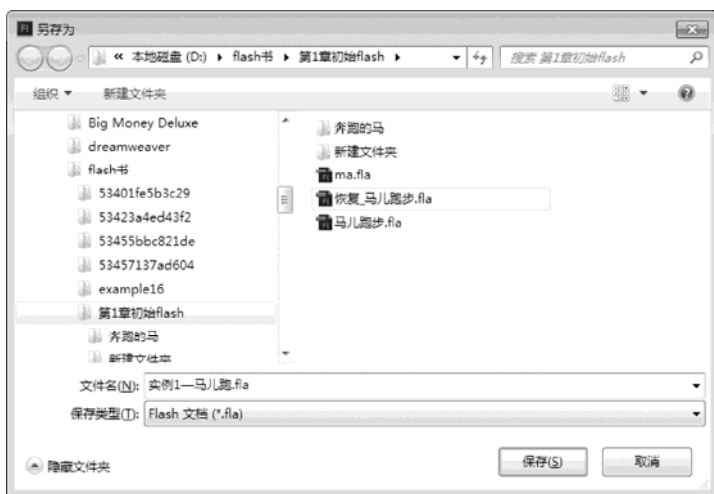 另存为
« 本地磁盘 (D:) ▸ flash书 ▸ 第1章初始flash ▸
搜索 第1章初始flash
组织 新建文件夹
Big Money Deluxe
dreamweaver
flash书
53401fe5b3c29
53423a4ed43f2
53455bbc821de
53457137ad604
example16
第1章初始flash
奔跑的马
新建文件夹
奔跑的马
新建文件夹
ma.fla
恢复_马儿跑步.fla
马儿跑步.fla
文件名(N): 实例1—马儿跑.fla
保存类型(T): Flash 文档 (*.fla)
隐藏文件夹
保存(S) 取消